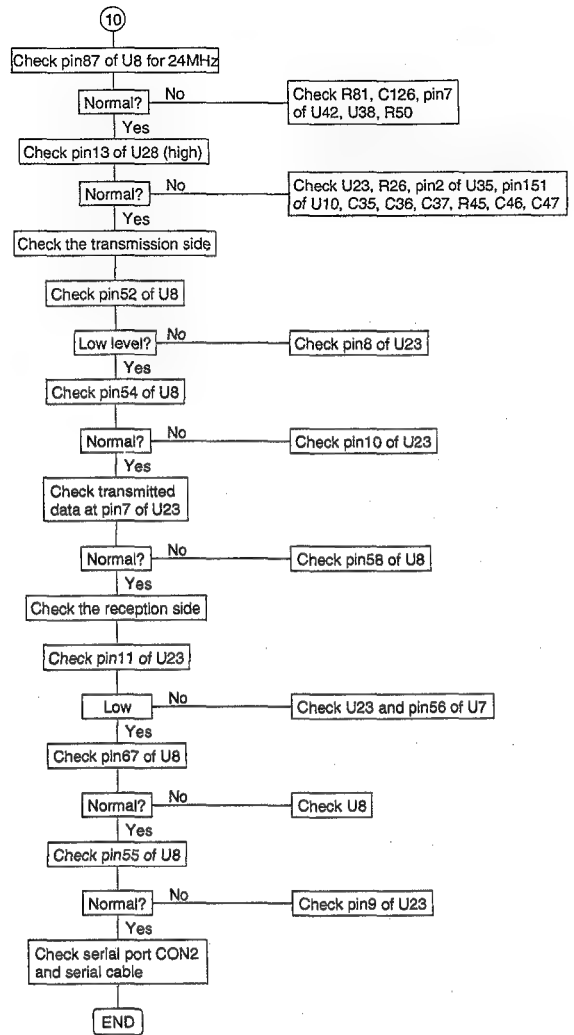 10
Check pin87 of U8 for 24MHz
Normal?
No
Check R81, C126, pin7
of U42, U38, R50
Yes
Check pin13 of U28 (high)
Normal?
No
Check U23, R26, pin2 of U35, pin151
of U10, C35, C36, C37, R45, C46, C47
Yes
Check the transmission side
Check pin52 of U8
Low level?
No
Check pin8 of U23
Yes
Check pin54 of U8
Normal?
No
Check pin10 of U23
Yes
Check transmitted
data at pin7 of U23
Normal?
No
Check pin58 of U8
Yes
Check the reception side
Check pin11 of U23
Low
No
Check U23 and pin56 of U7
Yes
Check pin67 of U8
Normal?
No
Check U8
Yes
Check pin55 of U8
Normal?
No
Check pin9 of U23
Yes
Check serial port CON2
and serial cable
END